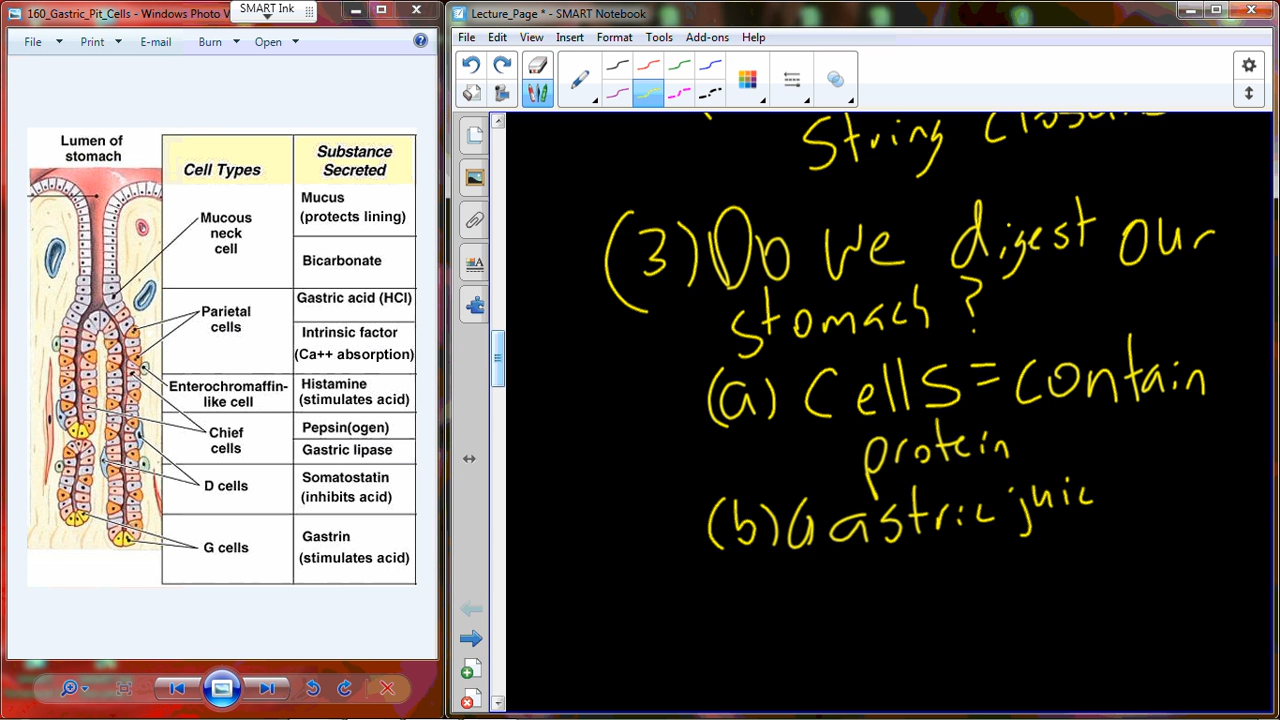 160_Gastric_Pit_Cells - Windows Photo V
SMART Ink
File Print E-mail Burn Open
Lumen of
stomach
Cell Types
Substance
Secreted
Mucous
neck
cell
Mucus
(protects lining)
Bicarbonate
Parietal
cells
Gastric acid (HCl)
Intrinsic factor
(Ca++ absorption)
Enterochromaffin-
like cell
Histamine
(stimulates acid)
Chief
cells
Pepsin(ogen)
Gastric lipase
D cells
Somatostatin
(inhibits acid)
G cells
Gastrin
(stimulates acid)
Lecture_Page * - SMART Notebook
File Edit View Insert Format Tools Add-ons Help
String
(3) Do we digest our
stomach?
(a) Cells = contain
protein
(b) Gastric juic